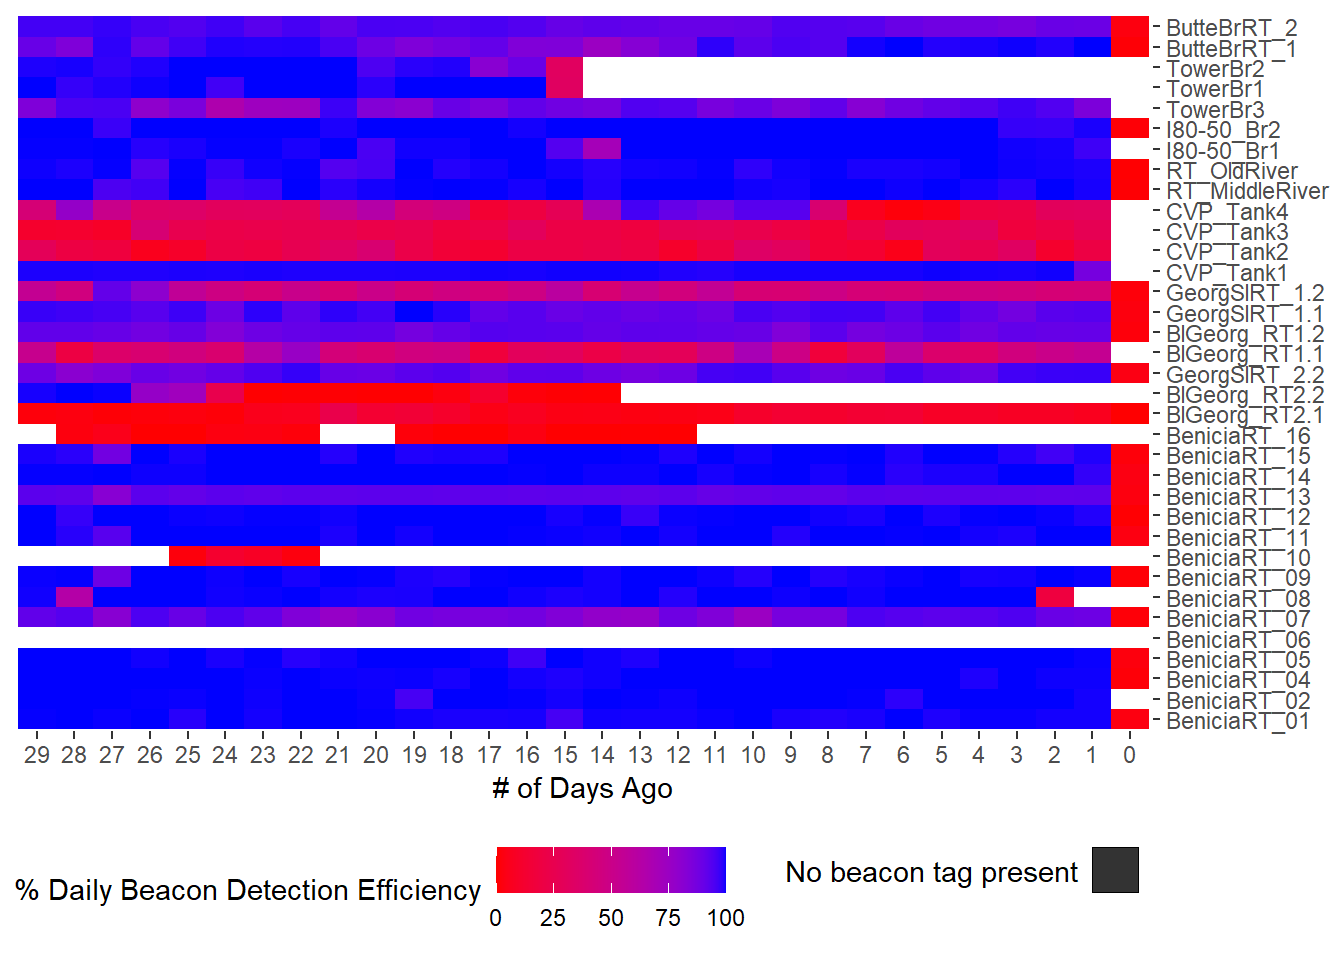 ButteBrRT_2
ButteBrRT_1
TowerBr2
TowerBr1
TowerBr3
I80-50_Br2
I80-50_Br1
RT_OldRiver
RT_MiddleRiver
CVP_Tank4
CVP_Tank3
CVP_Tank2
CVP_Tank1
GeorgSlRT_1.2
GeorgSlRT_1.1
BlGeorg_RT1.2
BlGeorg_RT1.1
GeorgSlRT_2.2
BlGeorg_RT2.2
BlGeorg_RT2.1
BeniciaRT_16
BeniciaRT_15
BeniciaRT_14
BeniciaRT_13
BeniciaRT_12
BeniciaRT_11
BeniciaRT_10
BeniciaRT_09
BeniciaRT_08
BeniciaRT_07
BeniciaRT_06
BeniciaRT_05
BeniciaRT_04
BeniciaRT_02
BeniciaRT_01
29 28 27 26 25 24 23 22 21 20 19 18 17 16 15 14 13 12 11 10 9 8 7 6 5 4 3 2 1 0
# of Days Ago
% Daily Beacon Detection Efficiency
0 25 50 75 100
No beacon tag present